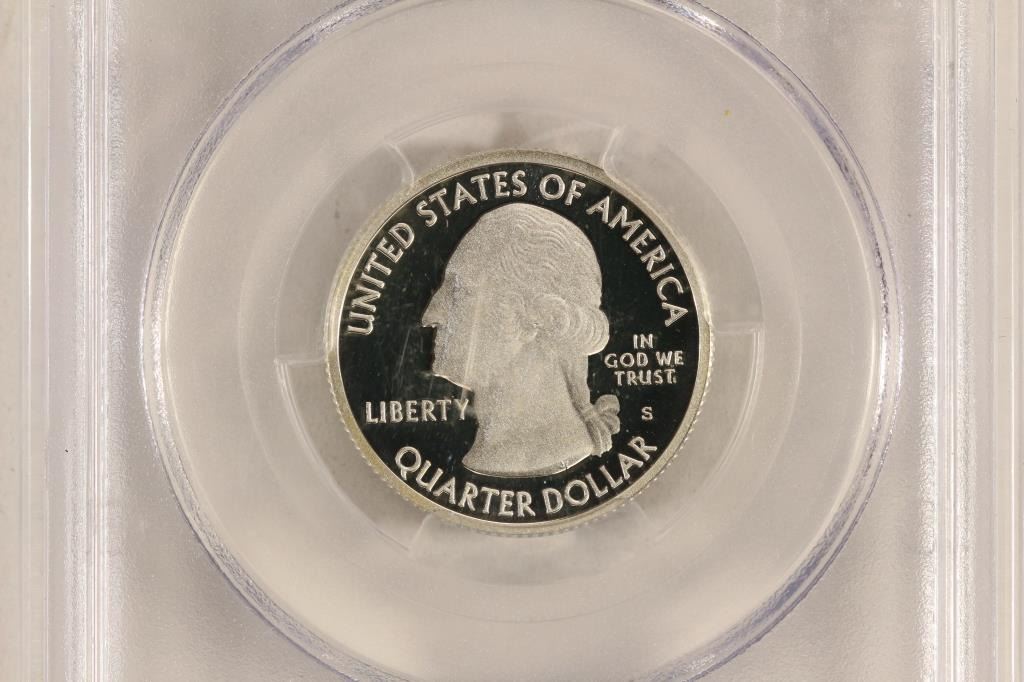 UNITED STATES OF AMERICA
IN
GOD WE
TRUST
LIBERTY
S
QUARTER DOLLAR